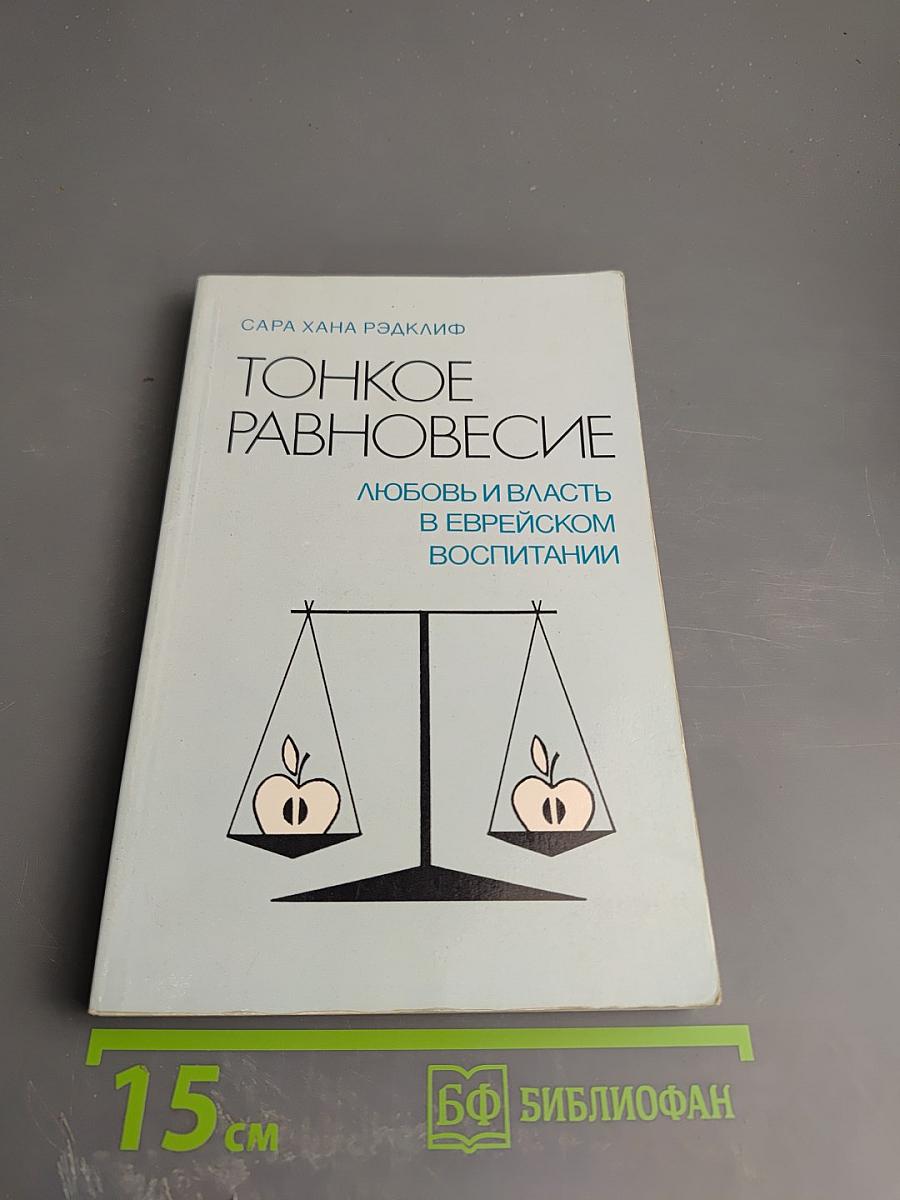 САРА ХАНА РЭДКЛИФ
ТОНКОЕ
РАВНОВЕСИЕ
ЛЮБОВЬ И ВЛАСТЬ
В ЕВРЕЙСКОМ
ВОСПИТАНИИ
15 см
БФ БИБЛИОФАН